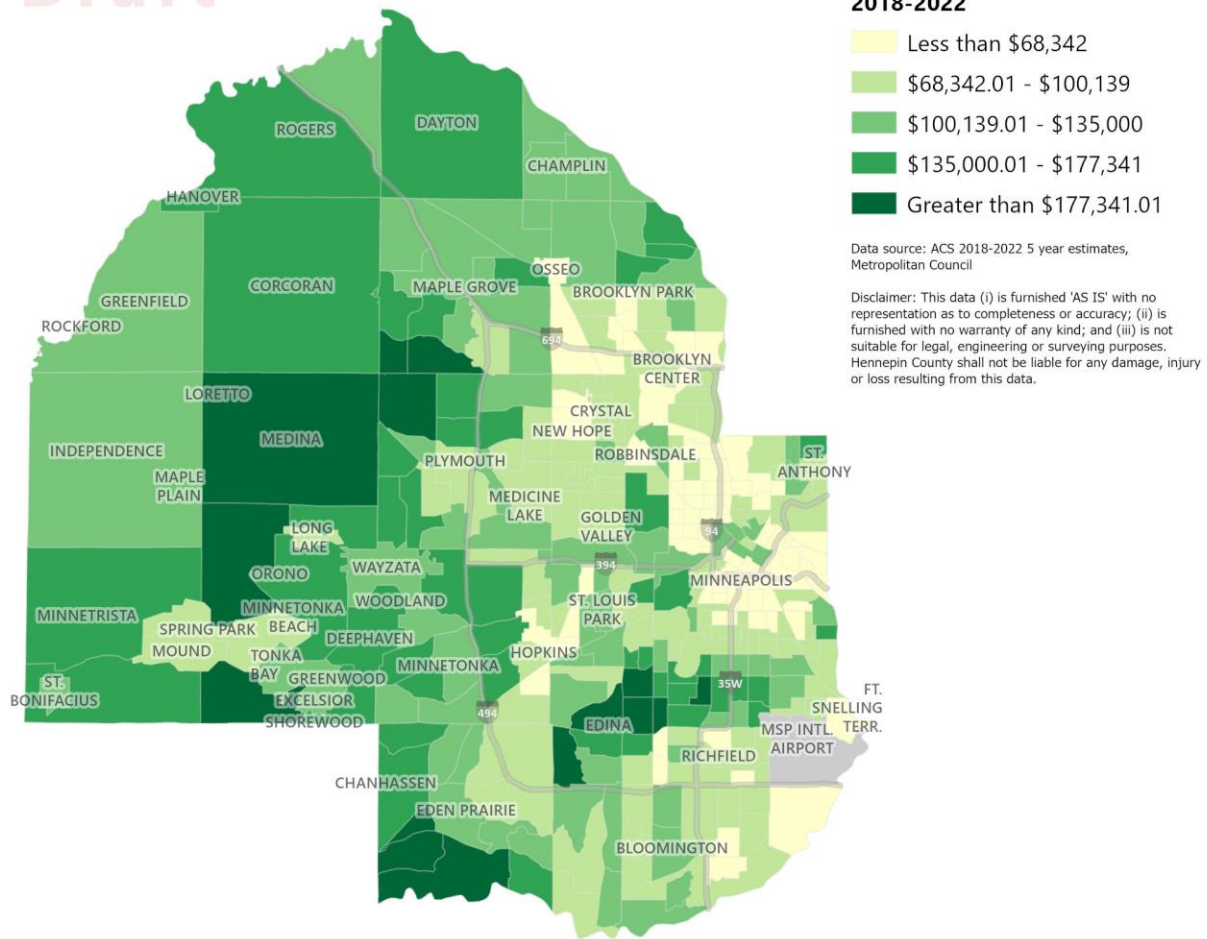 Draft
2018-2022
Less than $68,342
$68,342.01 - $100,139
$100,139.01 - $135,000
$135,000.01 - $177,341
Greater than $177,341.01
Data source: ACS 2018-2022 5 year estimates,
Metropolitan Council
Disclaimer: This data (i) is furnished 'AS IS' with no
representation as to completeness or accuracy; (ii) is
furnished with no warranty of any kind; and (iii) is not
suitable for legal, engineering or surveying purposes.
Hennepin County shall not be liable for any damage, injury
or loss resulting from this data.
ROGERS
DAYTON
CHAMPLIN
HANOVER
OSSEO
CORCORAN
MAPLE GROVE
BROOKLYN PARK
GREENFIELD
ROCKFORD
694
BROOKLYN
CENTER
LORETTO
CRYSTAL
NEW HOPE
MEDINA
INDEPENDENCE
PLYMOUTH
ROBBINSDALE
ST.
ANTHONY
MAPLE
PLAIN
MEDICINE
LAKE
GOLDEN
VALLEY
94
LONG
LAKE
394
ORONO
WAYZATA
MINNEAPOLIS
MINNETRISTA
MINNETONKA
BEACH
WOODLAND
ST. LOUIS
PARK
SPRING PARK
DEEPHAVEN
MOUND
TONKA
BAY
MINNETONKA
HOPKINS
GREENWOOD
35W
ST.
BONIFACIUS
EXCELSIOR
FT.
SNELLING
TERR.
SHOREWOOD
494
EDINA
MSP INTL.
AIRPORT
RICHFIELD
CHANHASSEN
EDEN PRAIRIE
BLOOMINGTON